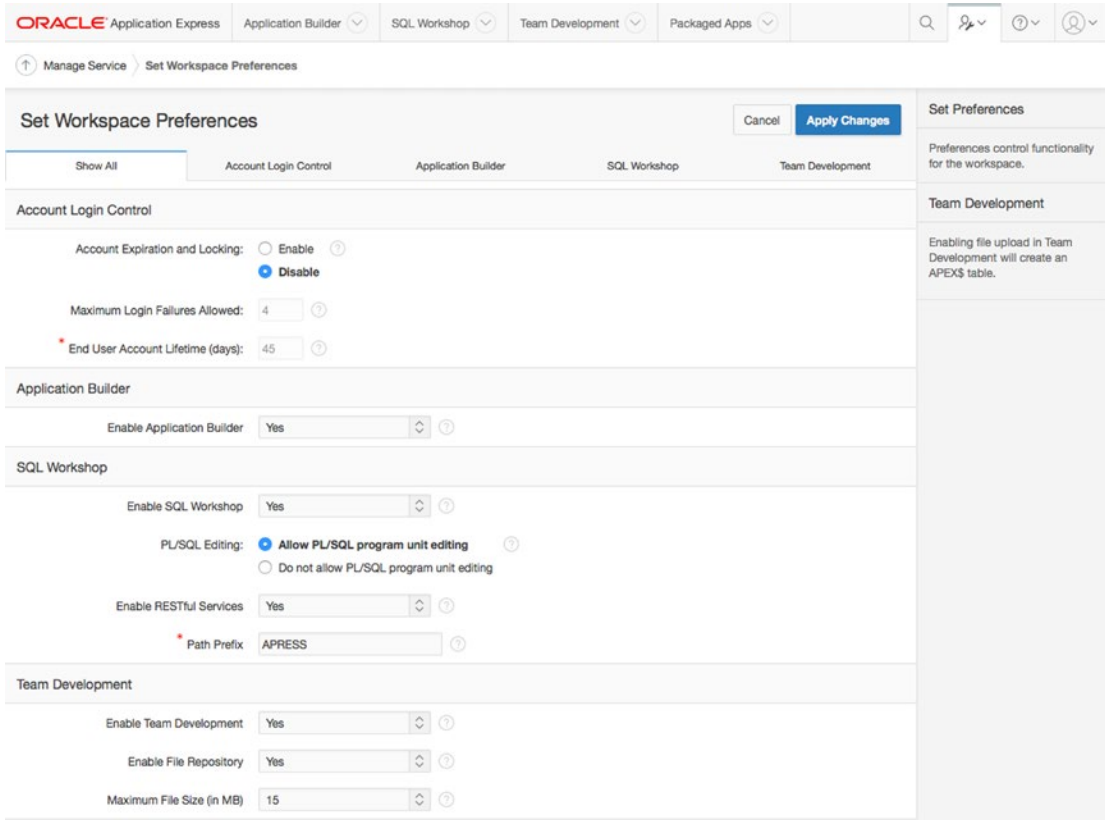 ORACLE Application Express Application Builder SQL Workshop Team Development Packaged Apps
Manage Service Set Workspace Preferences
Set Workspace Preferences
Cancel Apply Changes
Show All Account Login Control Application Builder SQL Workshop Team Development
Account Login Control
Account Expiration and Locking: Enable ?
Disable
Maximum Login Failures Allowed: 4 ?
* End User Account Lifetime (days): 45 ?
Application Builder
Enable Application Builder Yes ?
SQL Workshop
Enable SQL Workshop Yes ?
PL/SQL Editing: Allow PL/SQL program unit editing ?
Do not allow PL/SQL program unit editing
Enable RESTful Services Yes ?
* Path Prefix APRESS ?
Team Development
Enable Team Development Yes ?
Enable File Repository Yes ?
Maximum File Size (in MB) 15 ?
Set Preferences
Preferences control functionality
for the workspace.
Team Development
Enabling file upload in Team
Development will create an
APEX$ table.